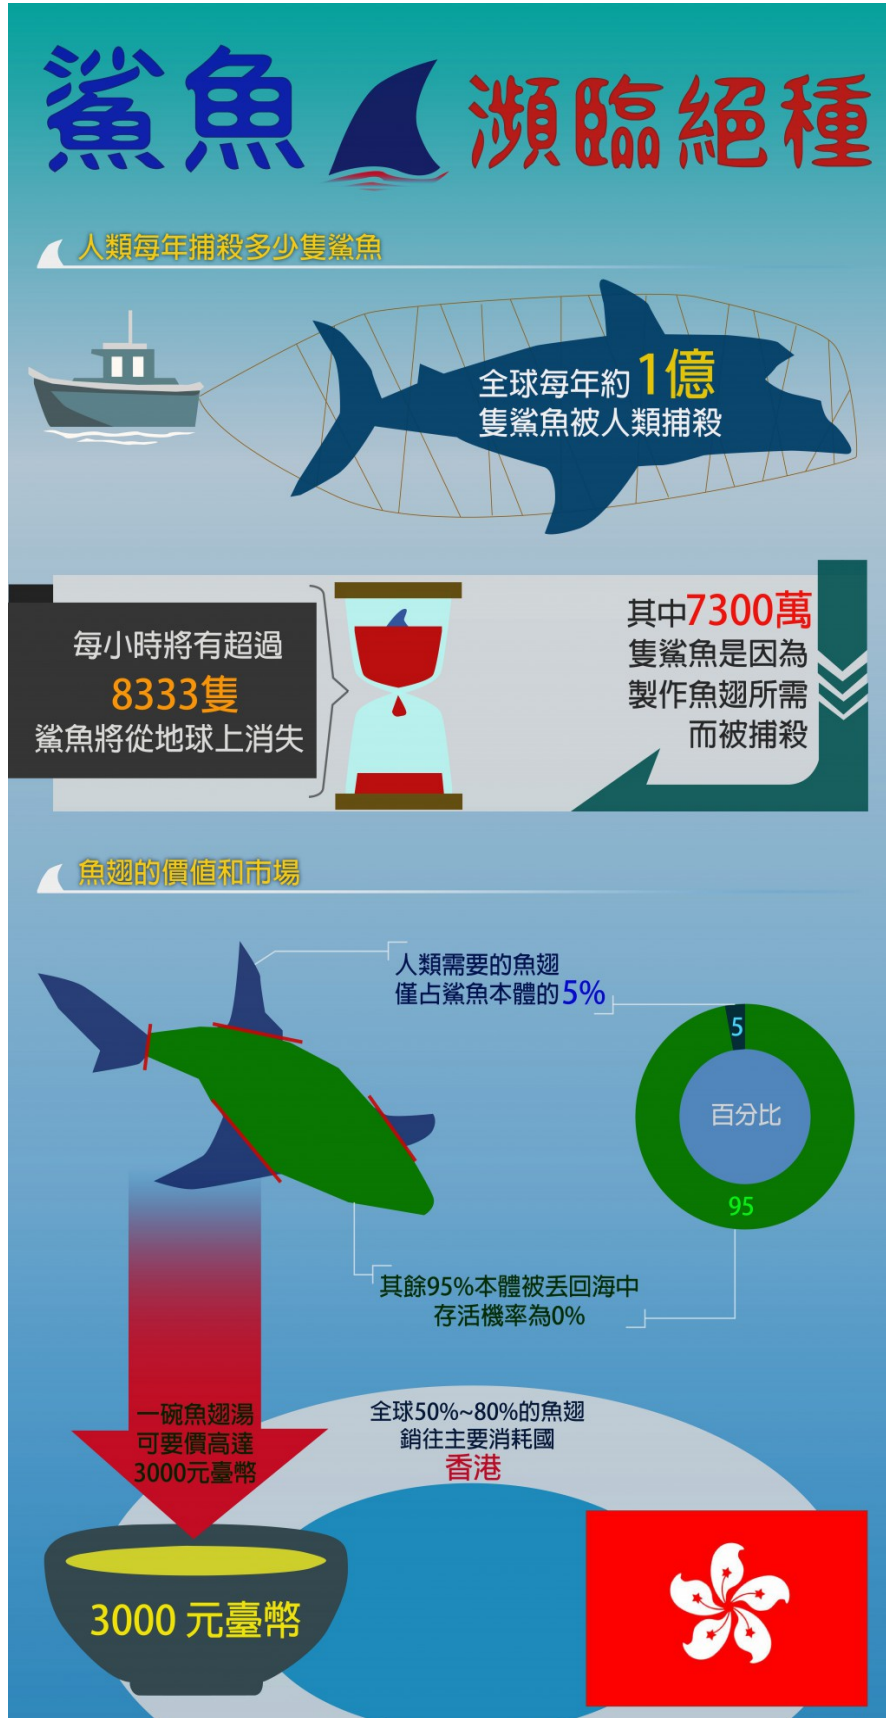 鯊魚 瀕臨絕種
人類每年捕殺多少隻鯊魚
全球每年約1億
隻鯊魚被人類捕殺
每小時將有超過
8333隻
鯊魚將從地球上消失
其中7300萬
隻鯊魚是因為
製作魚翅所需
而被捕殺
魚翅的價值和市場
人類需要的魚翅
僅占鯊魚本體的5%
5
百分比
95
其餘95%本體被丟回海中
存活機率為0%
一碗魚翅湯
可要價高達
3000元臺幣
全球50%~80%的魚翅
銷往主要消耗國
香港
3000 元臺幣